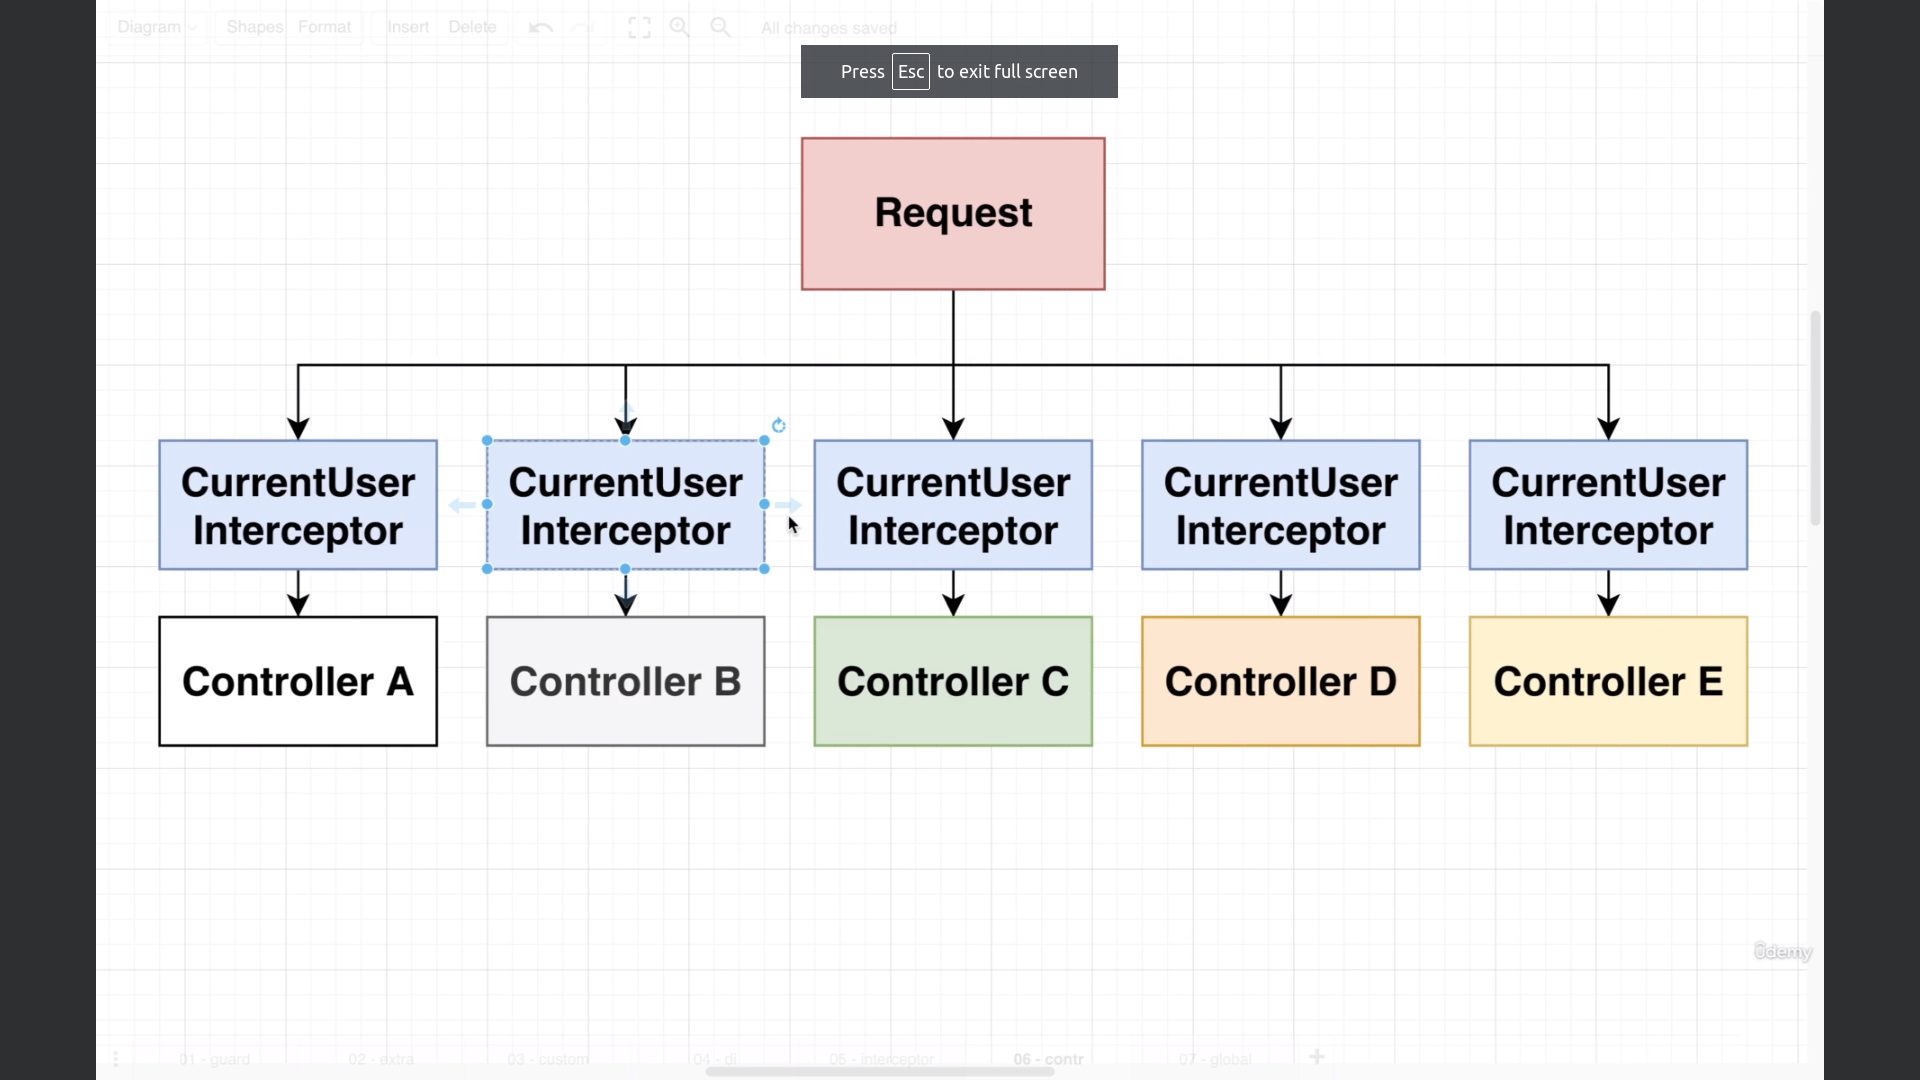 Diagram Shapes Format Insert Delete All changes saved
Press Esc to exit full screen
Request
CurrentUser
Interceptor
CurrentUser
Interceptor
CurrentUser
Interceptor
CurrentUser
Interceptor
CurrentUser
Interceptor
Controller A
Controller B
Controller C
Controller D
Controller E
ûdemy
01 - guard 02 - extra 03 - custom 04 - di 05 - interceptor 06 - contr 07 - global